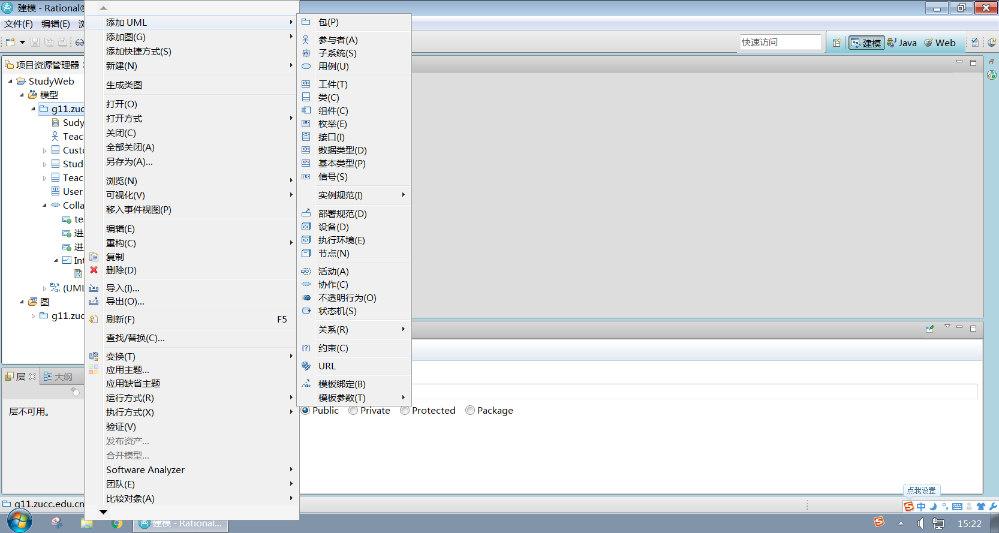 建模 - Rational®
文件(F) 编辑(E) 浏
快速访问
建模 Java Web
项目资源管理器
StudyWeb
模型
g11.zuc
Sudy
Teac
Custo
Stud
Teac
User
Colla
te
进
进
Int
(UML
图
g11.zuc
层 大纲
层不可用。
添加 UML
添加图(G)
添加快捷方式(S)
新建(N)
生成类图
打开(O)
打开方式
关闭(C)
全部关闭(A)
另存为(A)...
浏览(N)
可视化(V)
移入事件视图(P)
编辑(E)
重构(C)
复制
删除(D)
导入(I)...
导出(O)...
刷新(F) F5
查找/替换(C)...
变换(T)
应用主题...
应用缺省主题
运行方式(R)
执行方式(X)
验证(V)
发布资产...
合并模型...
Software Analyzer
团队(E)
比较对象(A)
包(P)
参与者(A)
子系统(S)
用例(U)
工件(T)
类(C)
组件(C)
枚举(E)
接口(I)
数据类型(D)
基本类型(P)
信号(S)
实例规范(I)
部署规范(D)
设备(D)
执行环境(E)
节点(N)
活动(A)
协作(C)
不透明行为(O)
状态机(S)
关系(R)
约束(C)
URL
模板绑定(B)
模板参数(T)
Public Private Protected Package
点我设置
g11.zucc.edu.cn
中
建模 - Rational...
15:22